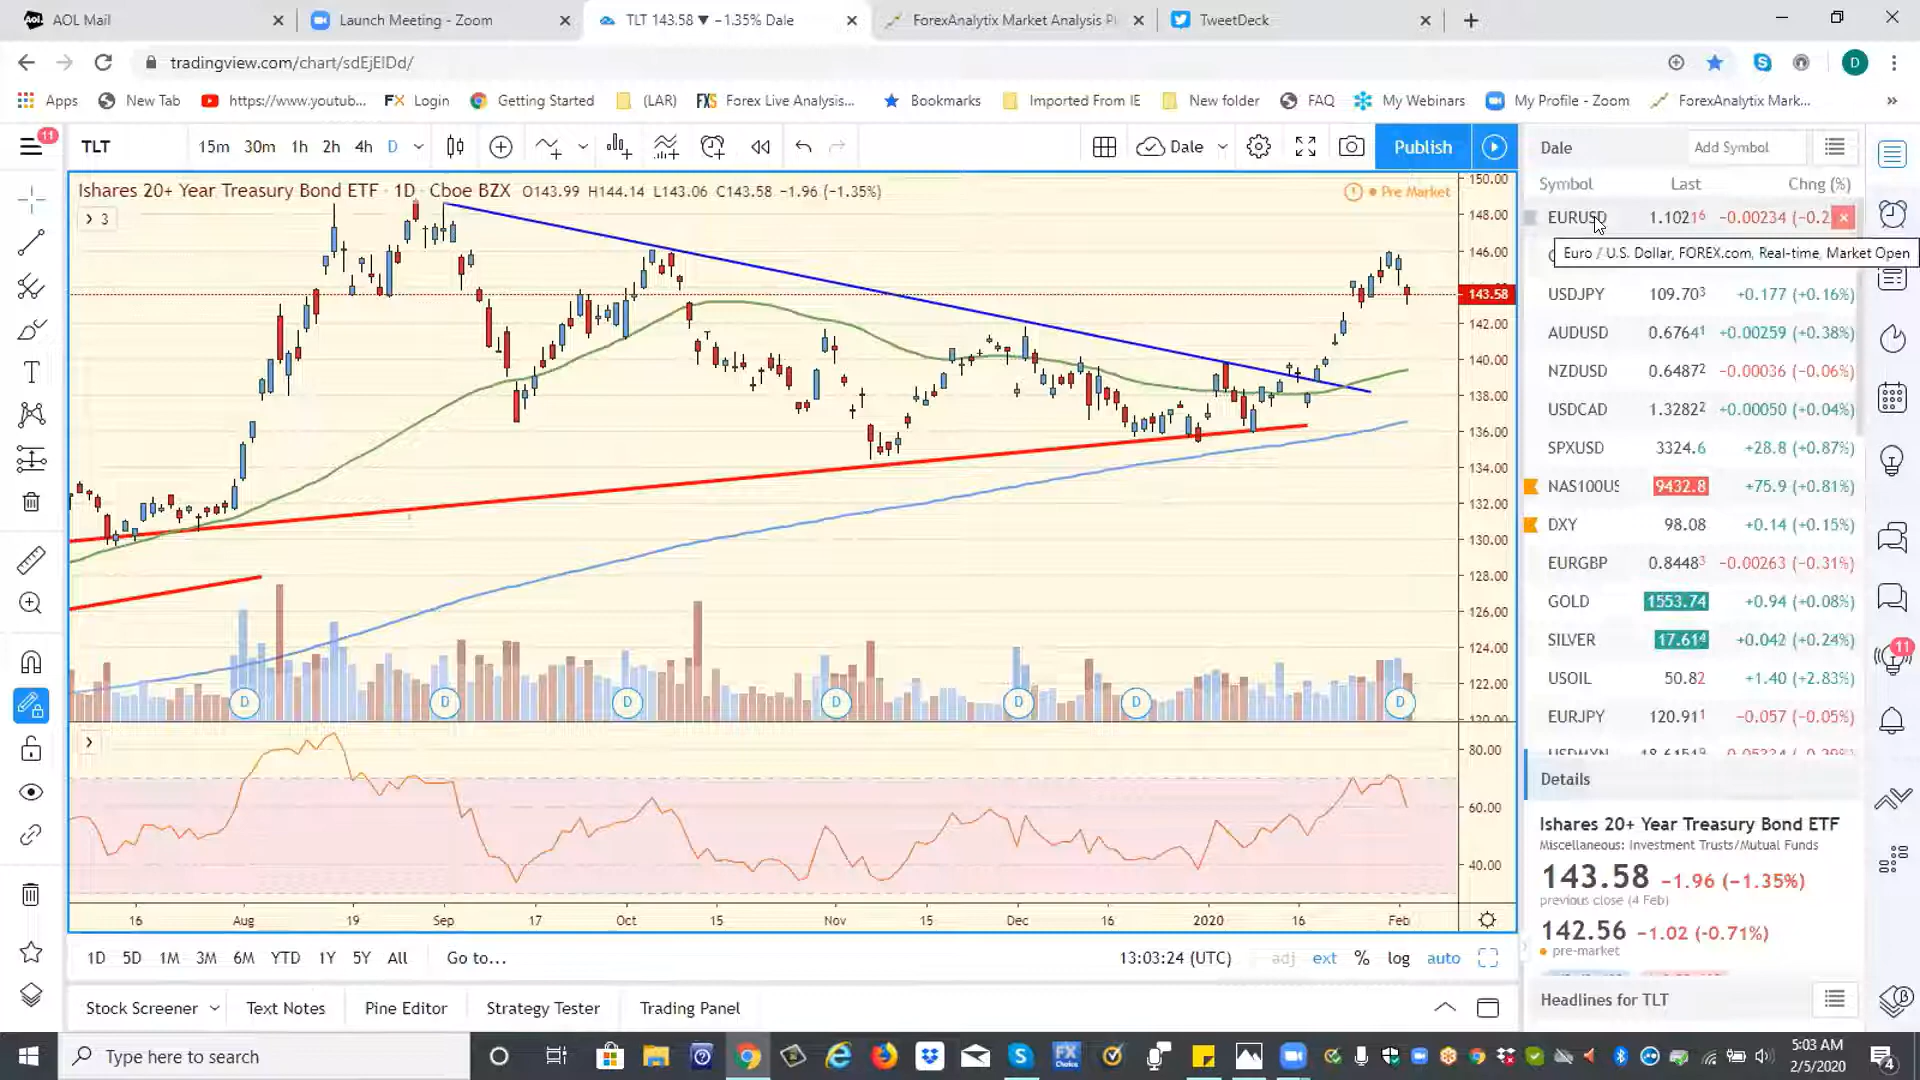 AOL Mail
Launch Meeting - Zoom
TLT 143.58 ▼ −1.35% Dale
ForexAnalytix Market Analysis Pl
TweetDeck
tradingview.com/chart/sdEjElDd/
D
Apps
New Tab
https://www.youtub...
FX Login
Getting Started
(LAR)
FXS Forex Live Analysis...
Bookmarks
Imported From IE
New folder
FAQ
My Webinars
My Profile - Zoom
ForexAnalytix Mark...
»
11
TLT
15m 30m 1h 2h 4h D
Dale
Publish
Ishares 20+ Year Treasury Bond ETF · 1D · Cboe BZX O143.99 H144.14 L143.06 C143.58 −1.96 (−1.35%)
Pre Market
3
150.00
148.00
146.00
143.58
142.00
140.00
138.00
136.00
134.00
132.00
130.00
128.00
126.00
124.00
122.00
120.00
D D D D D D D
80.00
60.00
40.00
16 Aug 19 Sep 17 Oct 15 Nov 15 Dec 16 2020 16 Feb
1D 5D 1M 3M 6M YTD 1Y 5Y All Go to...
13:03:24 (UTC) adj ext % log auto
Stock Screener Text Notes Pine Editor Strategy Tester Trading Panel
Dale Add Symbol
Symbol Last Chng (%)
EURUSD 1.10216 −0.00234 (−0.2
Euro / U.S. Dollar, FOREX.com, Real-time, Market Open
USDJPY 109.703 +0.177 (+0.16%)
AUDUSD 0.67641 +0.00259 (+0.38%)
NZDUSD 0.64872 −0.00036 (−0.06%)
USDCAD 1.32822 +0.00050 (+0.04%)
SPXUSD 3324.6 +28.8 (+0.87%)
NAS100US 9432.8 +75.9 (+0.81%)
DXY 98.08 +0.14 (+0.15%)
EURGBP 0.84483 −0.00263 (−0.31%)
GOLD 1553.74 +0.94 (+0.08%)
SILVER 17.614 +0.042 (+0.24%)
USOIL 50.82 +1.40 (+2.83%)
EURJPY 120.911 −0.057 (−0.05%)
Details
Ishares 20+ Year Treasury Bond ETF
Miscellaneous: Investment Trusts/Mutual Funds
143.58 −1.96 (−1.35%)
previous close (4 Feb)
142.56 −1.02 (−0.71%)
pre-market
Headlines for TLT
11
Type here to search
FX
Choice
5:03 AM
2/5/2020
4